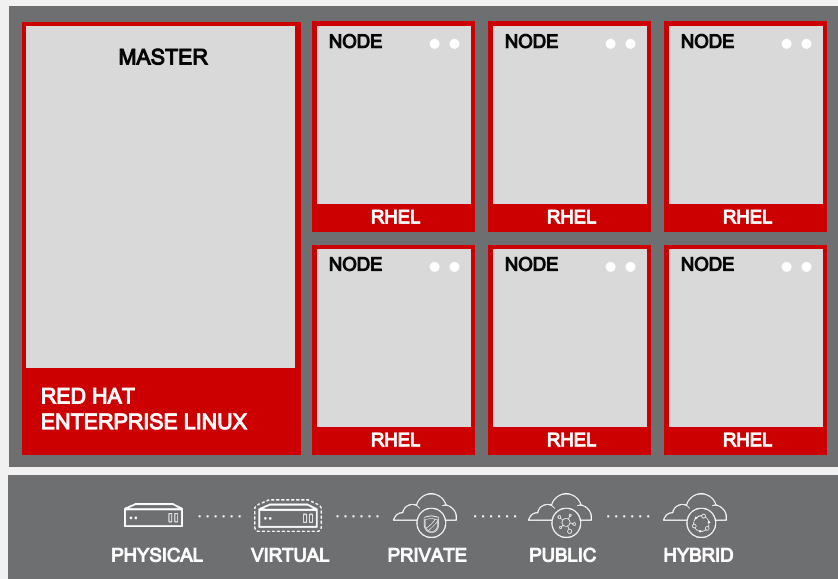 MASTER
RED HAT
ENTERPRISE LINUX
NODE
RHEL
NODE
RHEL
NODE
RHEL
NODE
RHEL
NODE
RHEL
NODE
RHEL
PHYSICAL
VIRTUAL
PRIVATE
PUBLIC
HYBRID